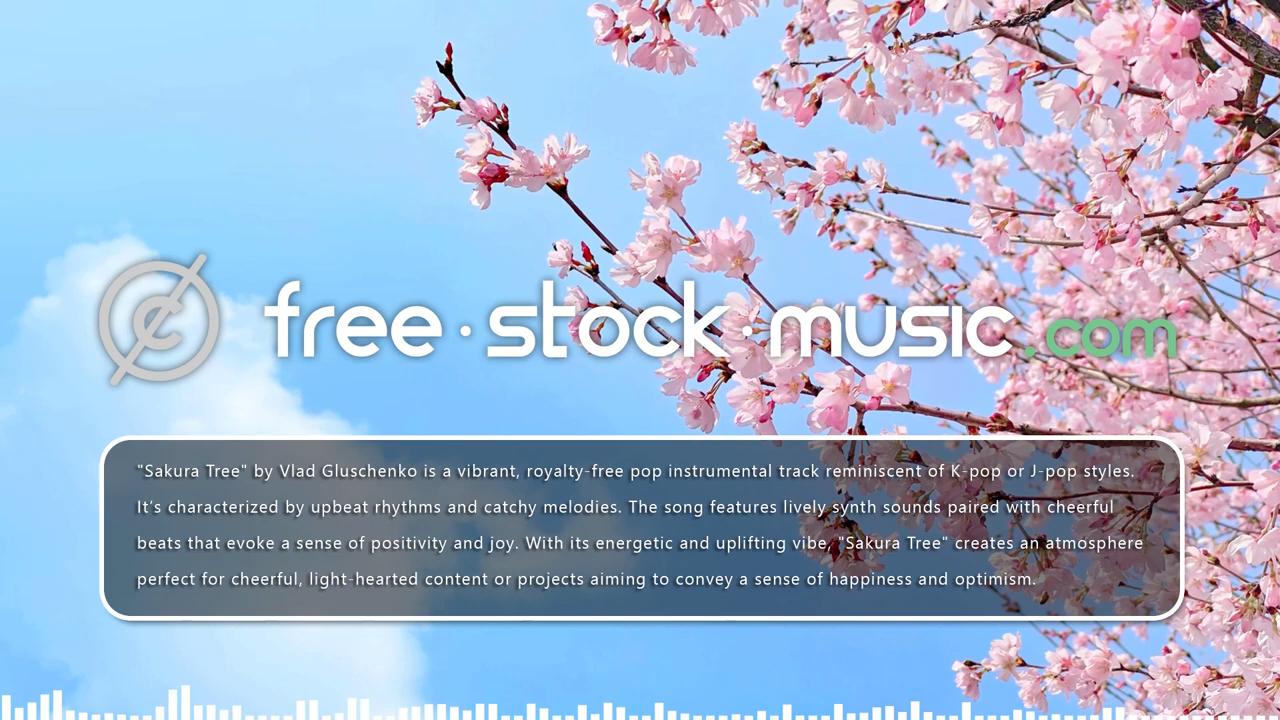 free·stock·music.com
"Sakura Tree" by Vlad Gluschenko is a vibrant, royalty-free pop instrumental track reminiscent of K-pop or J-pop styles.
It’s characterized by upbeat rhythms and catchy melodies. The song features lively synth sounds paired with cheerful
beats that evoke a sense of positivity and joy. With its energetic and uplifting vibe, "Sakura Tree" creates an atmosphere
perfect for cheerful, light-hearted content or projects aiming to convey a sense of happiness and optimism.